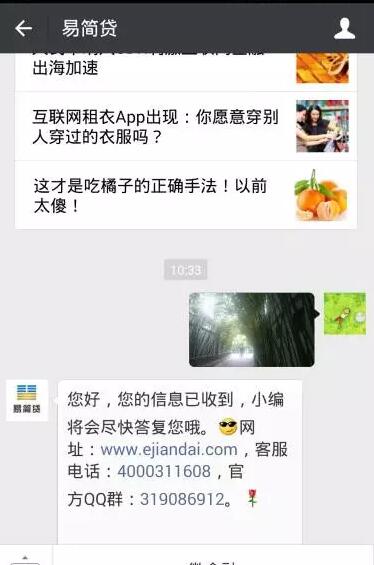 易简贷
出海加速
互联网租衣App出现：你愿意穿别
人穿过的衣服吗？
这才是吃橘子的正确手法！以前
太傻！
10:33
易简贷
您好，您的信息已收到，小编
将会尽快答复您哦。😎网
址：www.ejiandai.com，客服
电话：4000311608，官
方QQ群：319086912。🌹